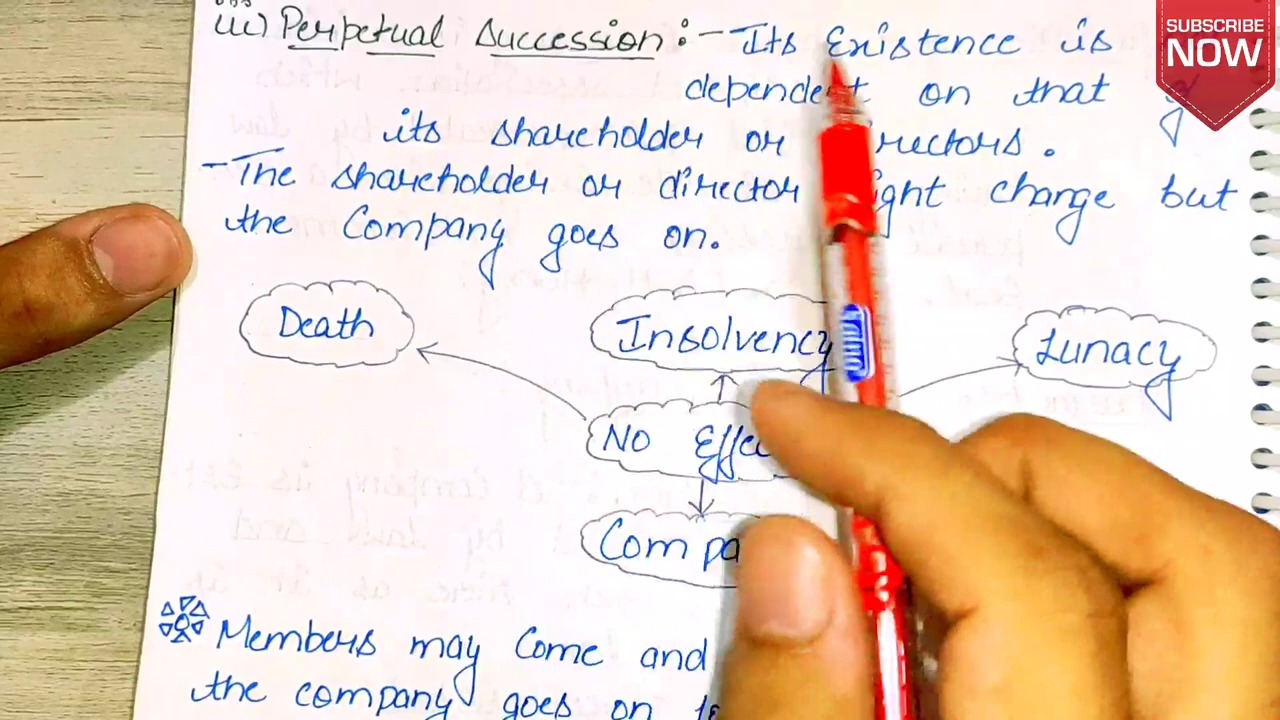 iii) Perpetual Succession :- Its Existence is
dependent on that
its shareholder or
- The shareholder or director change but
the Company goes on.
Death
Insolvency
Lunacy
No
Members may Come and
the company goes on
SUBSCRIBE
NOW